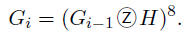 G_i = (G_{i−1} Ⓩ H)^8.